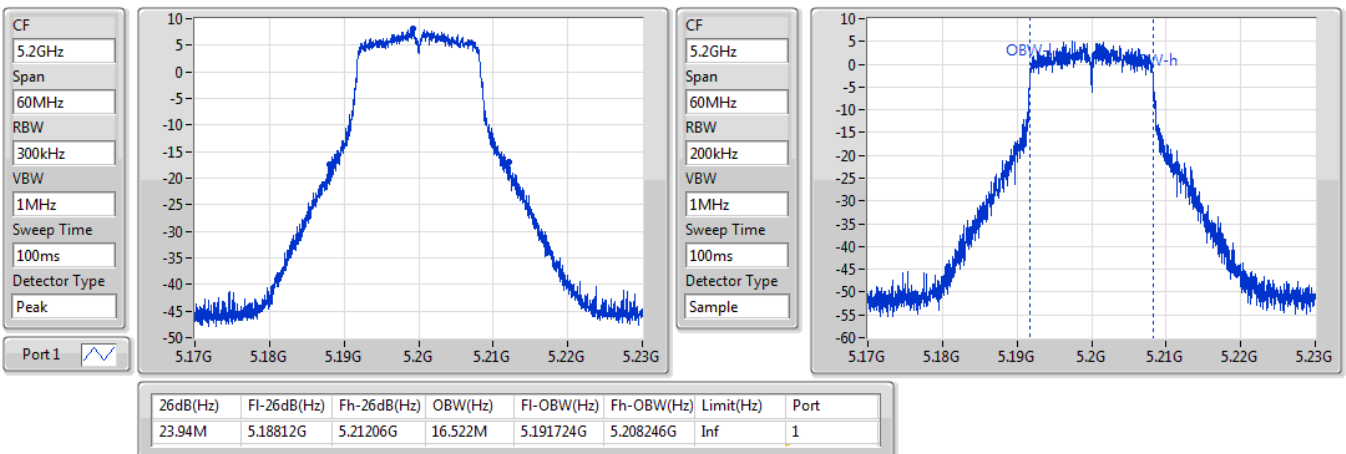 CF
5.2GHz
Span
60MHz
RBW
300kHz
VBW
1MHz
Sweep Time
100ms
Detector Type
Peak
Port 1
10
5
0
-5
-10
-15
-20
-25
-30
-35
-40
-45
-50
5.17G 5.18G 5.19G 5.2G 5.21G 5.22G 5.23G
CF
5.2GHz
Span
60MHz
RBW
200kHz
VBW
1MHz
Sweep Time
100ms
Detector Type
Sample
10
5
0
-5
-10
-15
-20
-25
-30
-35
-40
-45
-50
-55
-60
5.17G 5.18G 5.19G 5.2G 5.21G 5.22G 5.23G
26dB(Hz) Fl-26dB(Hz) Fh-26dB(Hz) OBW(Hz) Fl-OBW(Hz) Fh-OBW(Hz) Limit(Hz) Port
23.94M 5.18812G 5.21206G 16.522M 5.191724G 5.208246G Inf 1